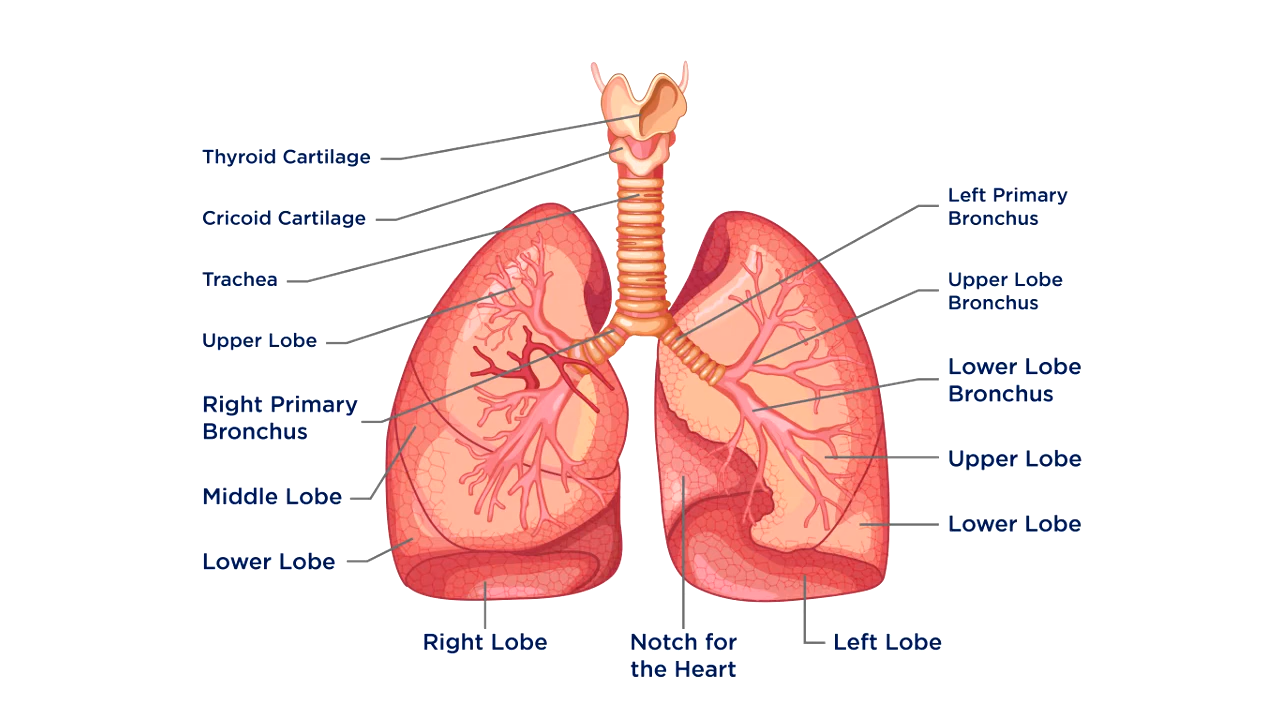 Thyroid Cartilage
Cricoid Cartilage
Trachea
Upper Lobe
Right Primary
Bronchus
Middle Lobe
Lower Lobe
Right Lobe
Notch for
the Heart
Left Lobe
Left Primary
Bronchus
Upper Lobe
Bronchus
Lower Lobe
Bronchus
Upper Lobe
Lower Lobe